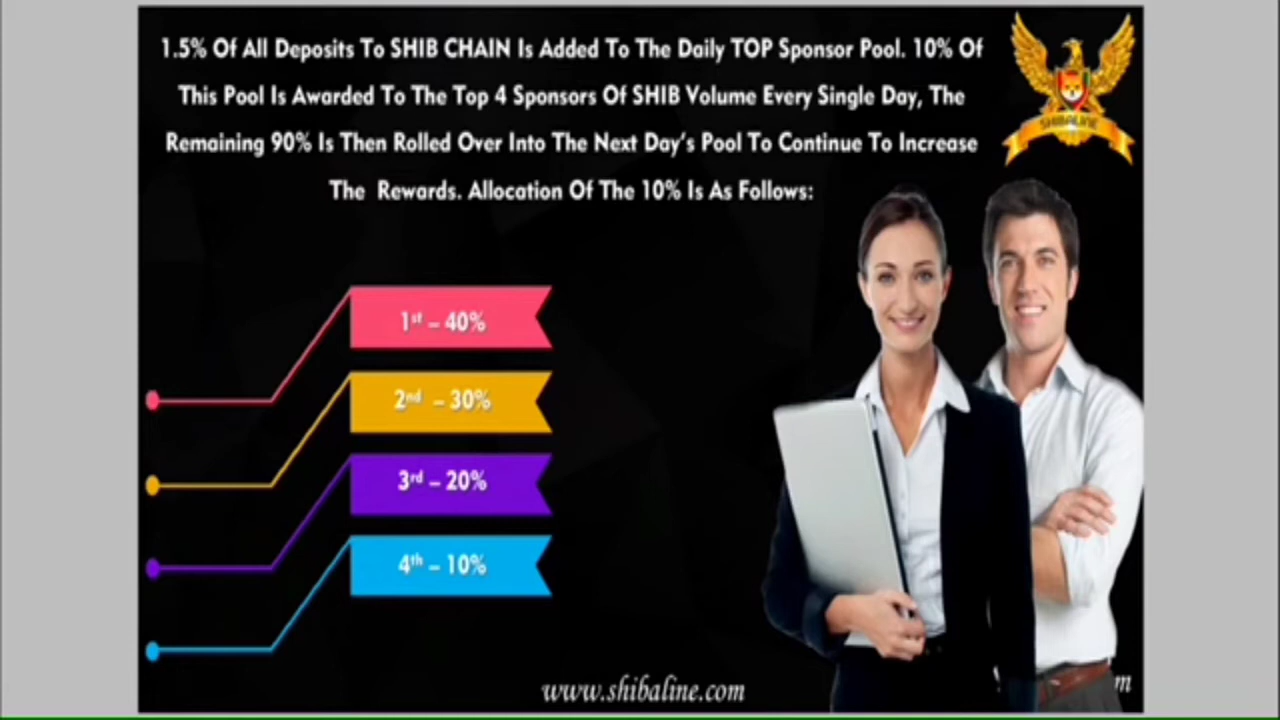 1.5% Of All Deposits To SHIB CHAIN Is Added To The Daily TOP Sponsor Pool. 10% Of
This Pool Is Awarded To The Top 4 Sponsors Of SHIB Volume Every Single Day, The
Remaining 90% Is Then Rolled Over Into The Next Day's Pool To Continue To Increase
The Rewards. Allocation Of The 10% Is As Follows:
SHIBALINE
1st – 40%
2nd – 30%
3rd – 20%
4th – 10%
www.shibaline.com
m